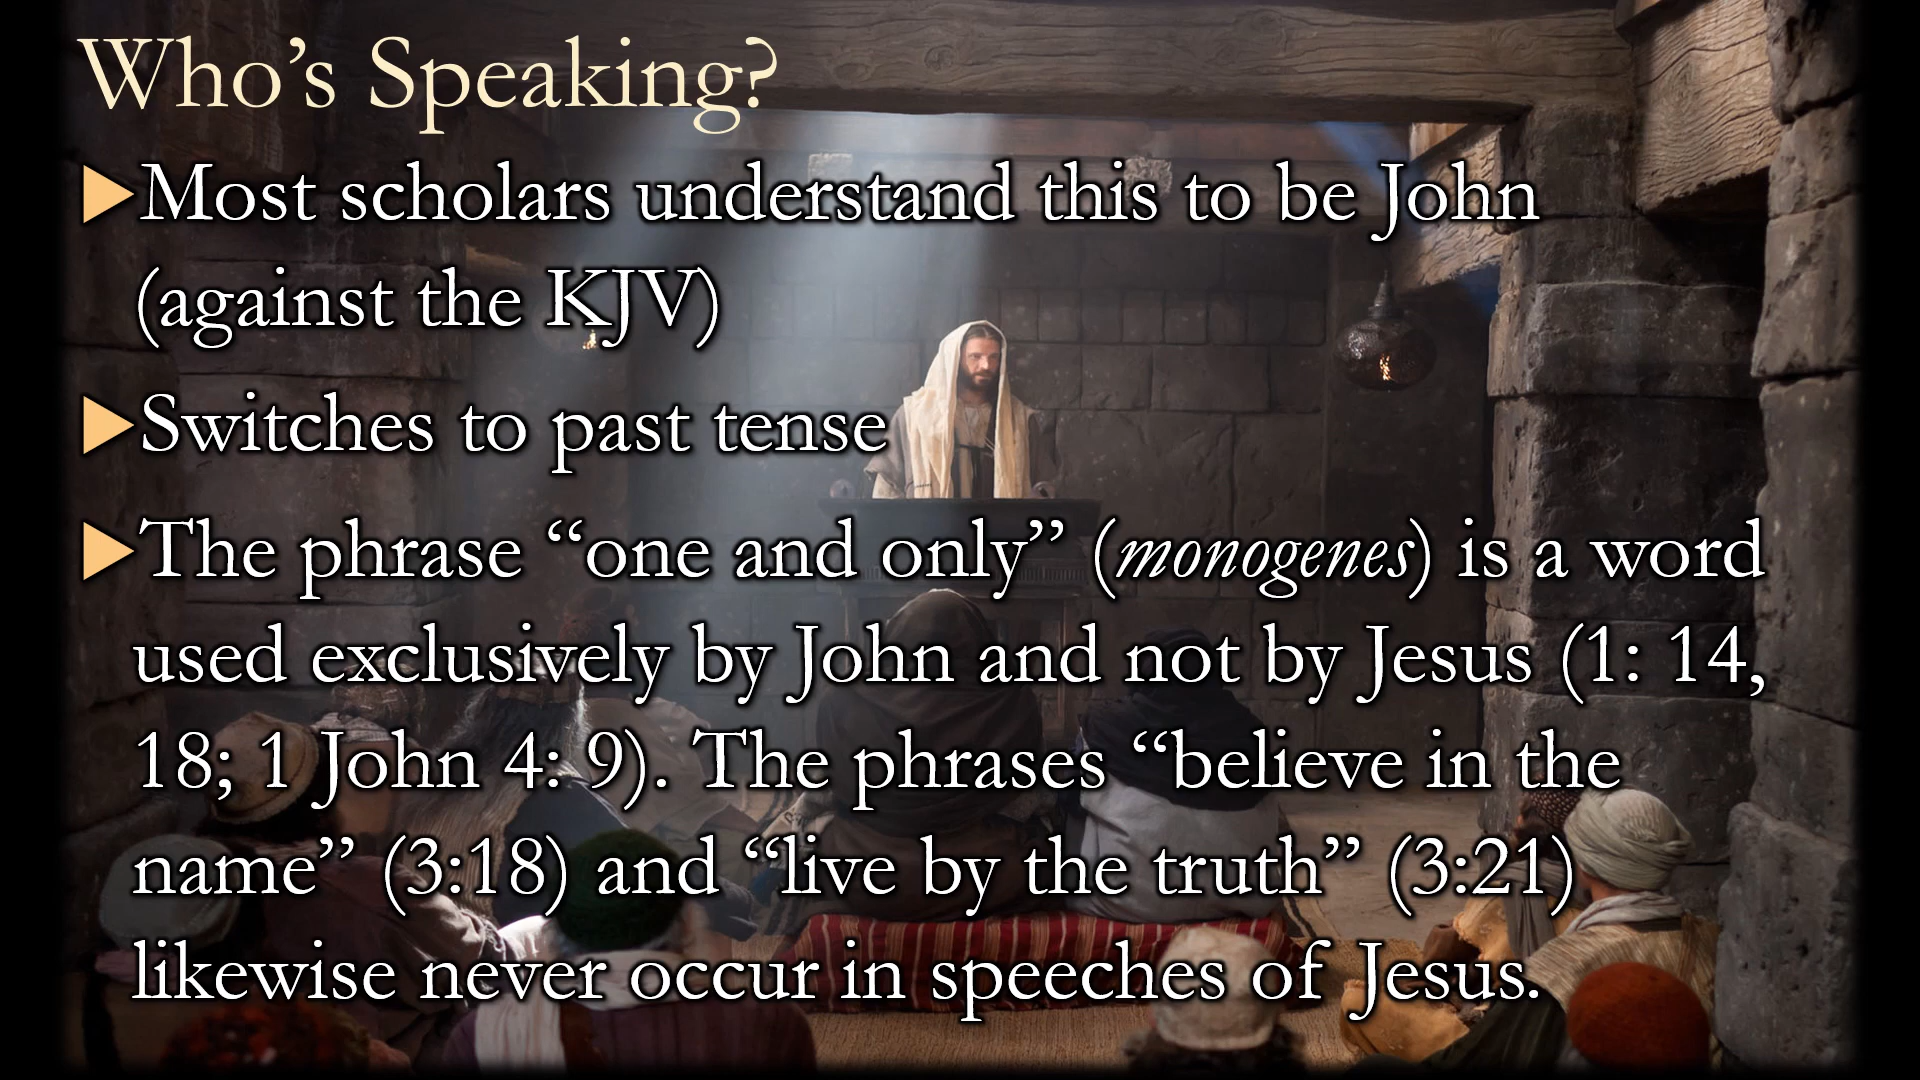 Who’s Speaking?
Most scholars understand this to be John
(against the KJV)
Switches to past tense
The phrase “one and only” (monogenes) is a word
used exclusively by John and not by Jesus (1: 14,
18; 1 John 4: 9). The phrases “believe in the
name” (3:18) and “live by the truth” (3:21)
likewise never occur in speeches of Jesus.